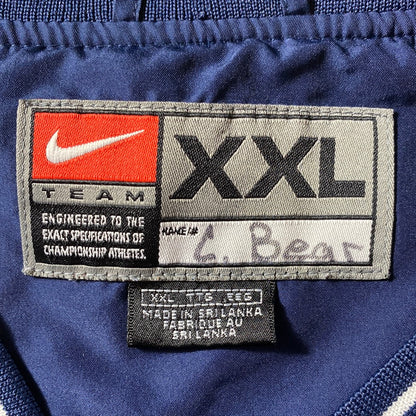 TEAM
XXL
ENGINEERED TO THE
EXACT SPECIFICATIONS OF
CHAMPIONSHIP ATHLETES.
NAME/#
C. Bear
XXL TTG EEG
MADE IN SRI LANKA
FABRIQUE AU
SRI LANKA